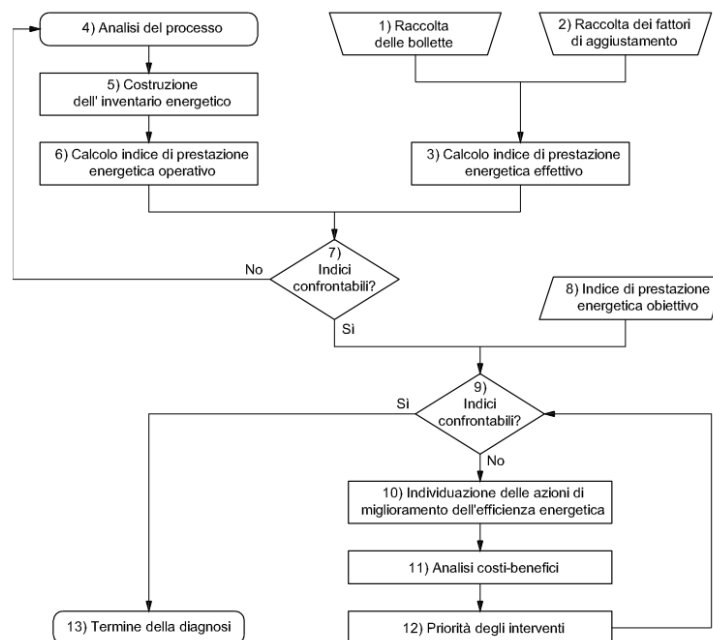 4) Analisi del processo
1) Raccolta
delle bollette
2) Raccolta dei fattori
di aggiustamento
5) Costruzione
dell' inventario energetico
6) Calcolo indice di prestazione
energetica operativo
3) Calcolo indice di prestazione
energetica effettivo
7)
Indici
confrontabili?
No
Sì
8) Indice di prestazione
energetica obiettivo
9)
Indici
confrontabili?
Sì
No
10) Individuazione delle azioni di
miglioramento dell'efficienza energetica
11) Analisi costi-benefici
12) Priorità degli interventi
13) Termine della diagnosi